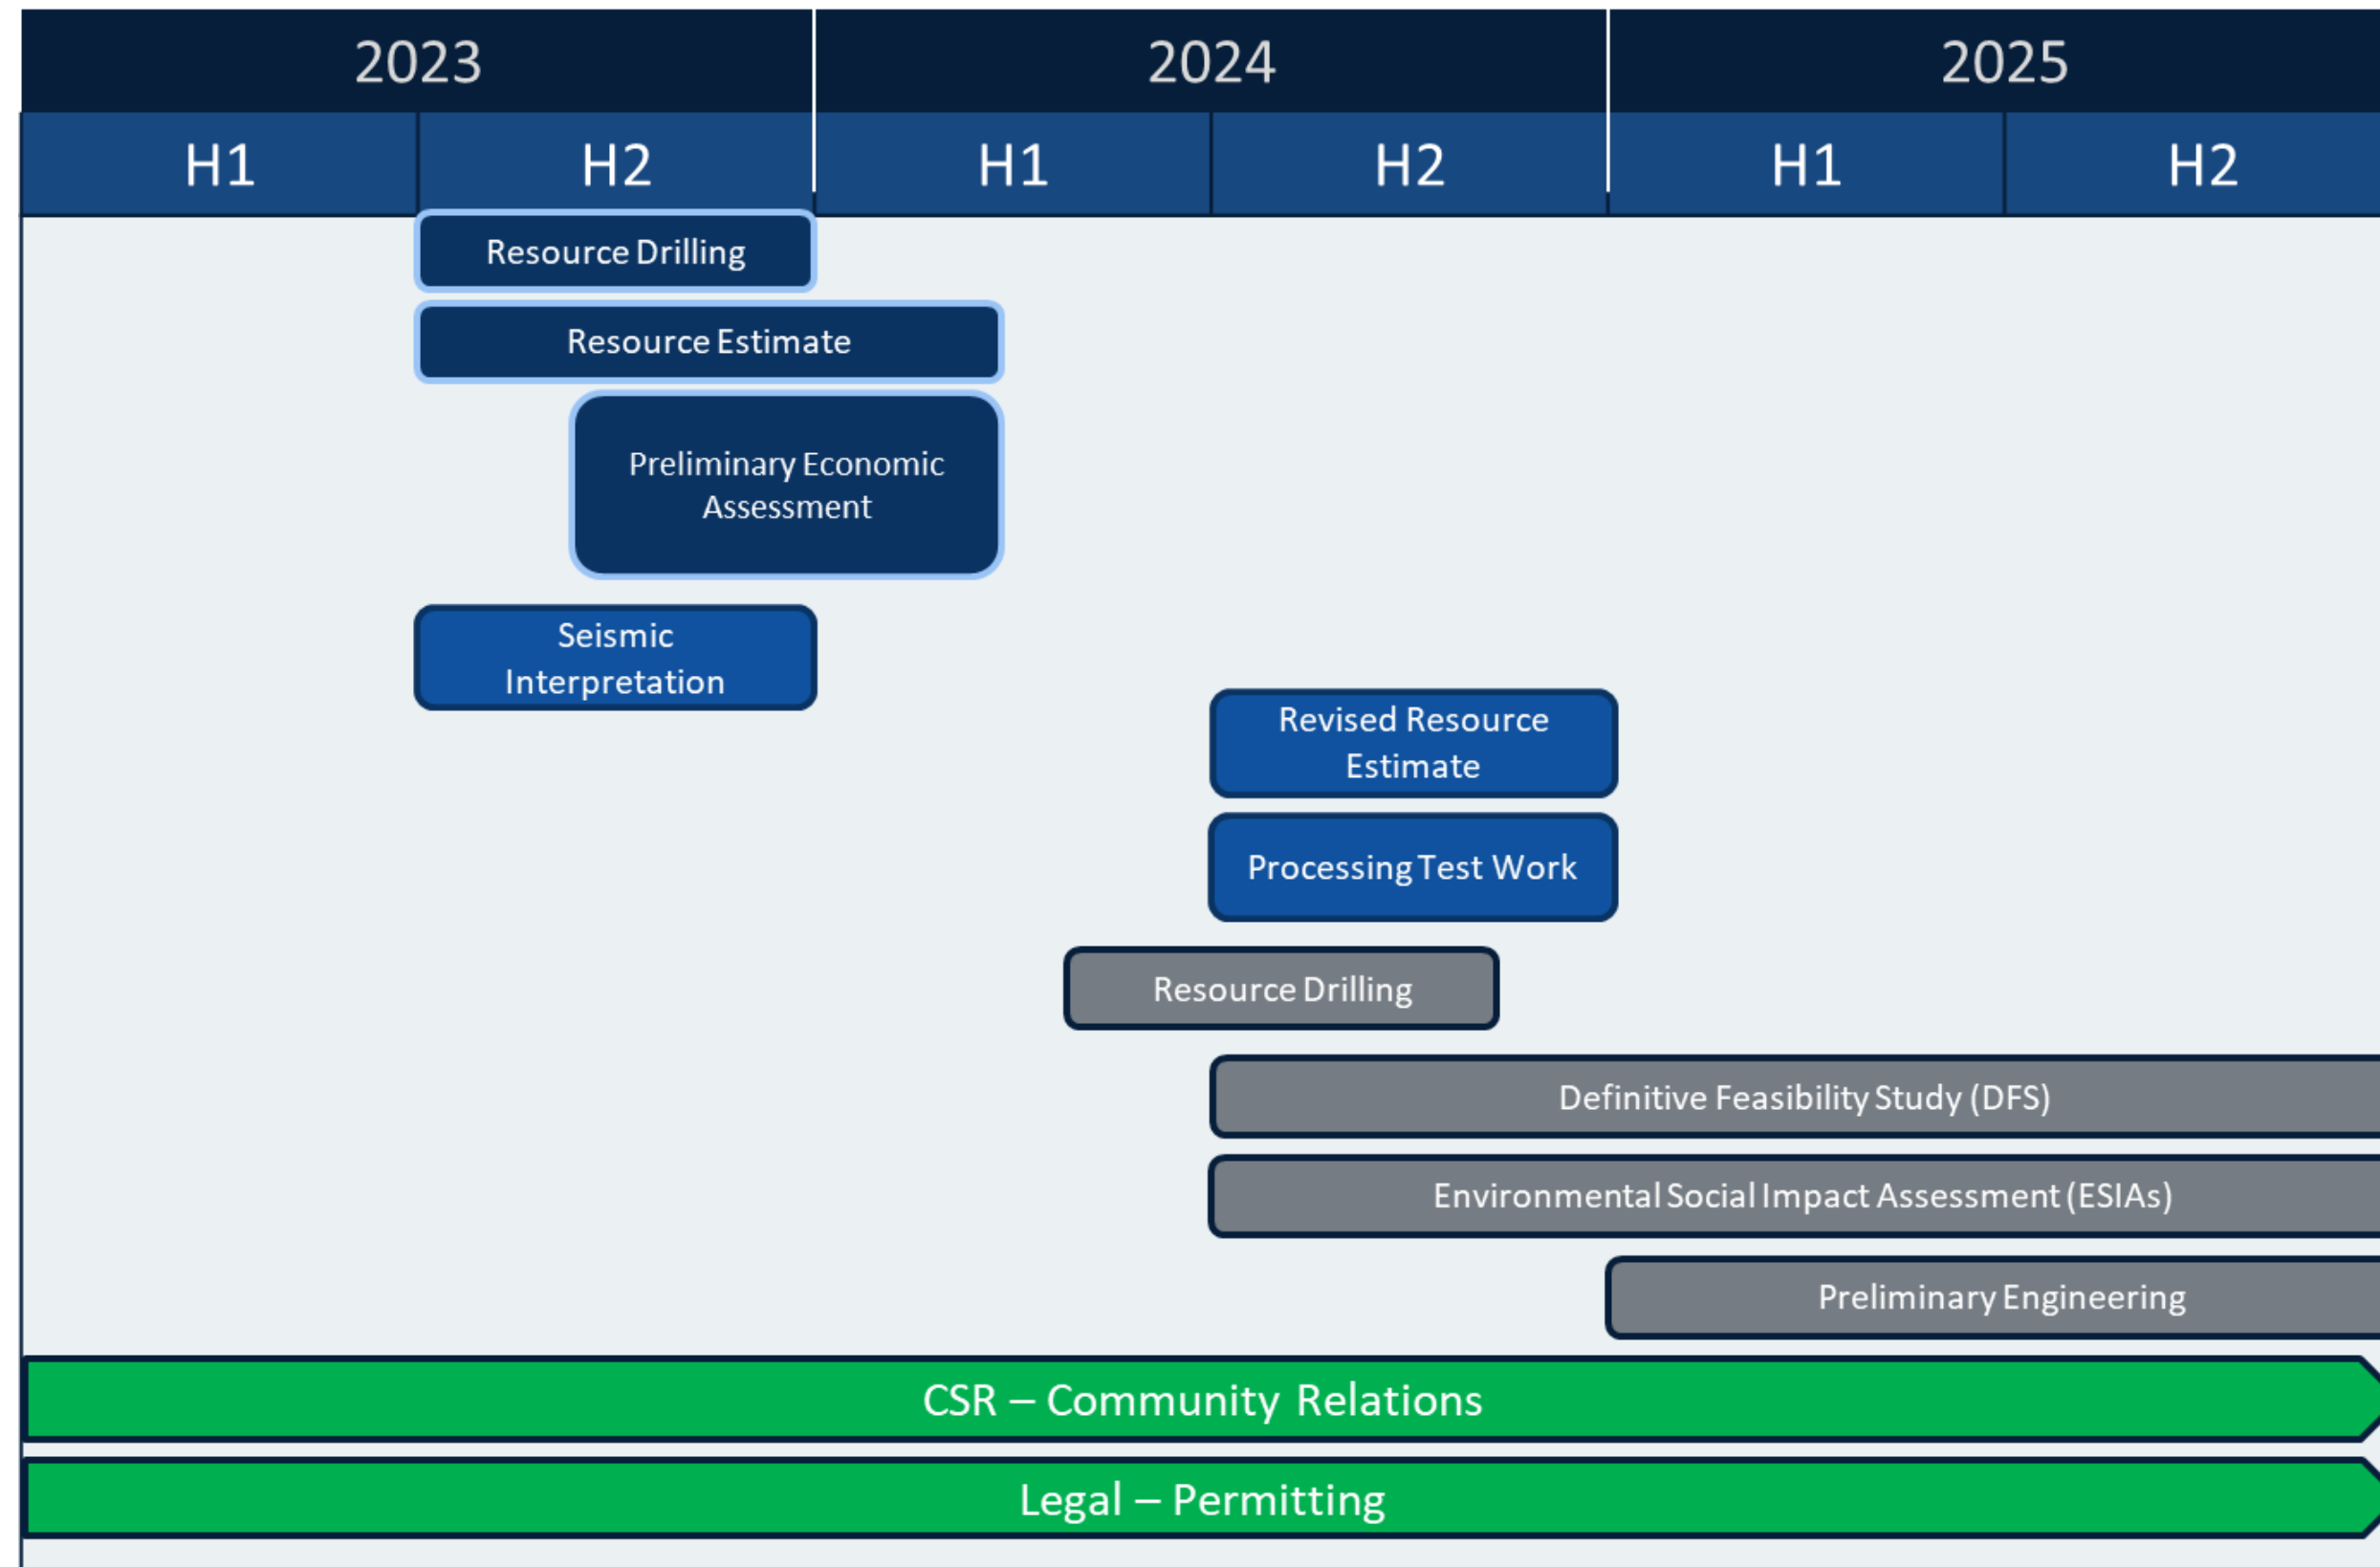 2023 2024 2025
H1 H2 H1 H2 H1 H2
Resource Drilling
Resource Estimate
Preliminary Economic
Assessment
Seismic
Interpretation
Revised Resource
Estimate
Processing Test Work
Resource Drilling
Definitive Feasibility Study (DFS)
Environmental Social Impact Assessment (ESIAs)
Preliminary Engineering
CSR – Community Relations
Legal – Permitting